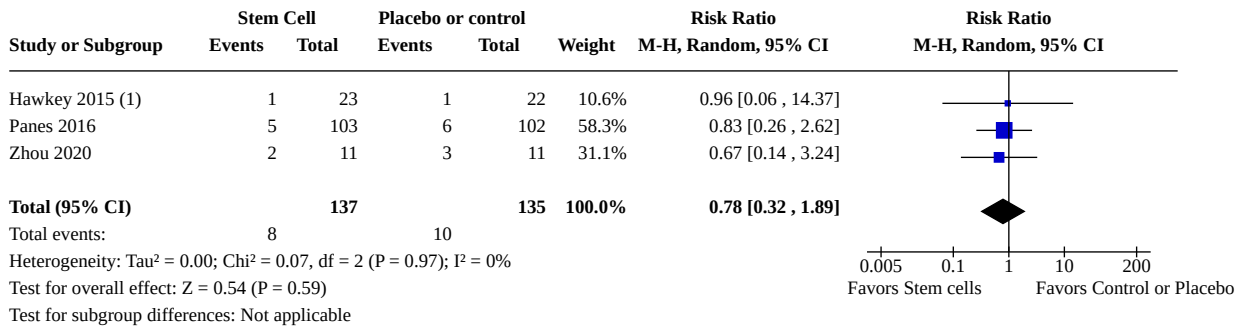 Stem Cell Placebo or control Risk Ratio Risk Ratio
Study or Subgroup Events Total Events Total Weight M-H, Random, 95% CI M-H, Random, 95% CI
Hawkey 2015 (1) 1 23 1 22 10.6% 0.96 [0.06 , 14.37]
Panes 2016 5 103 6 102 58.3% 0.83 [0.26 , 2.62]
Zhou 2020 2 11 3 11 31.1% 0.67 [0.14 , 3.24]
Total (95% CI) 137 135 100.0% 0.78 [0.32 , 1.89]
Total events: 8 10
Heterogeneity: Tau² = 0.00; Chi² = 0.07, df = 2 (P = 0.97); I² = 0%
0.005 0.1 1 10 200
Test for overall effect: Z = 0.54 (P = 0.59) Favors Stem cells Favors Control or Placebo
Test for subgroup differences: Not applicable